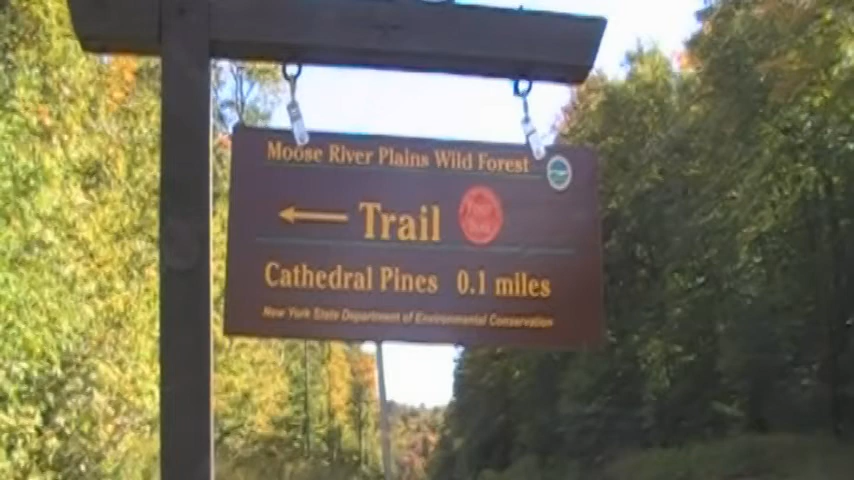 Moose River Plains Wild Forest
Trail
Cathedral Pines 0.1 miles
New York State Department of Environmental Conservation